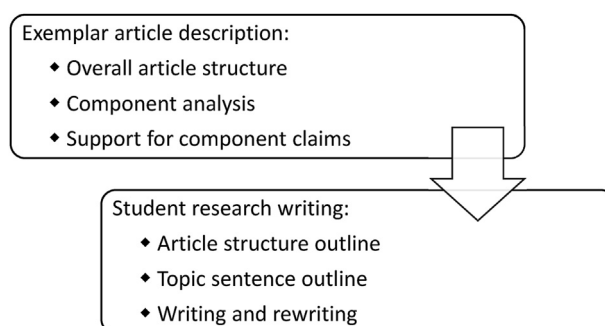 Exemplar article description:
◆ Overall article structure
◆ Component analysis
◆ Support for component claims
Student research writing:
◆ Article structure outline
◆ Topic sentence outline
◆ Writing and rewriting